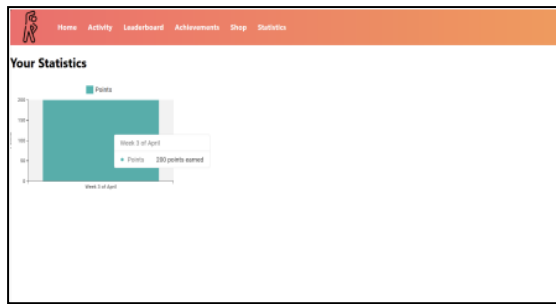 Home Activity Leaderboard Achievements Shop Statistics
Your Statistics
Points
200
150
100
50
0
Week 3 of April
Points 200 points earned
Week 3 of April